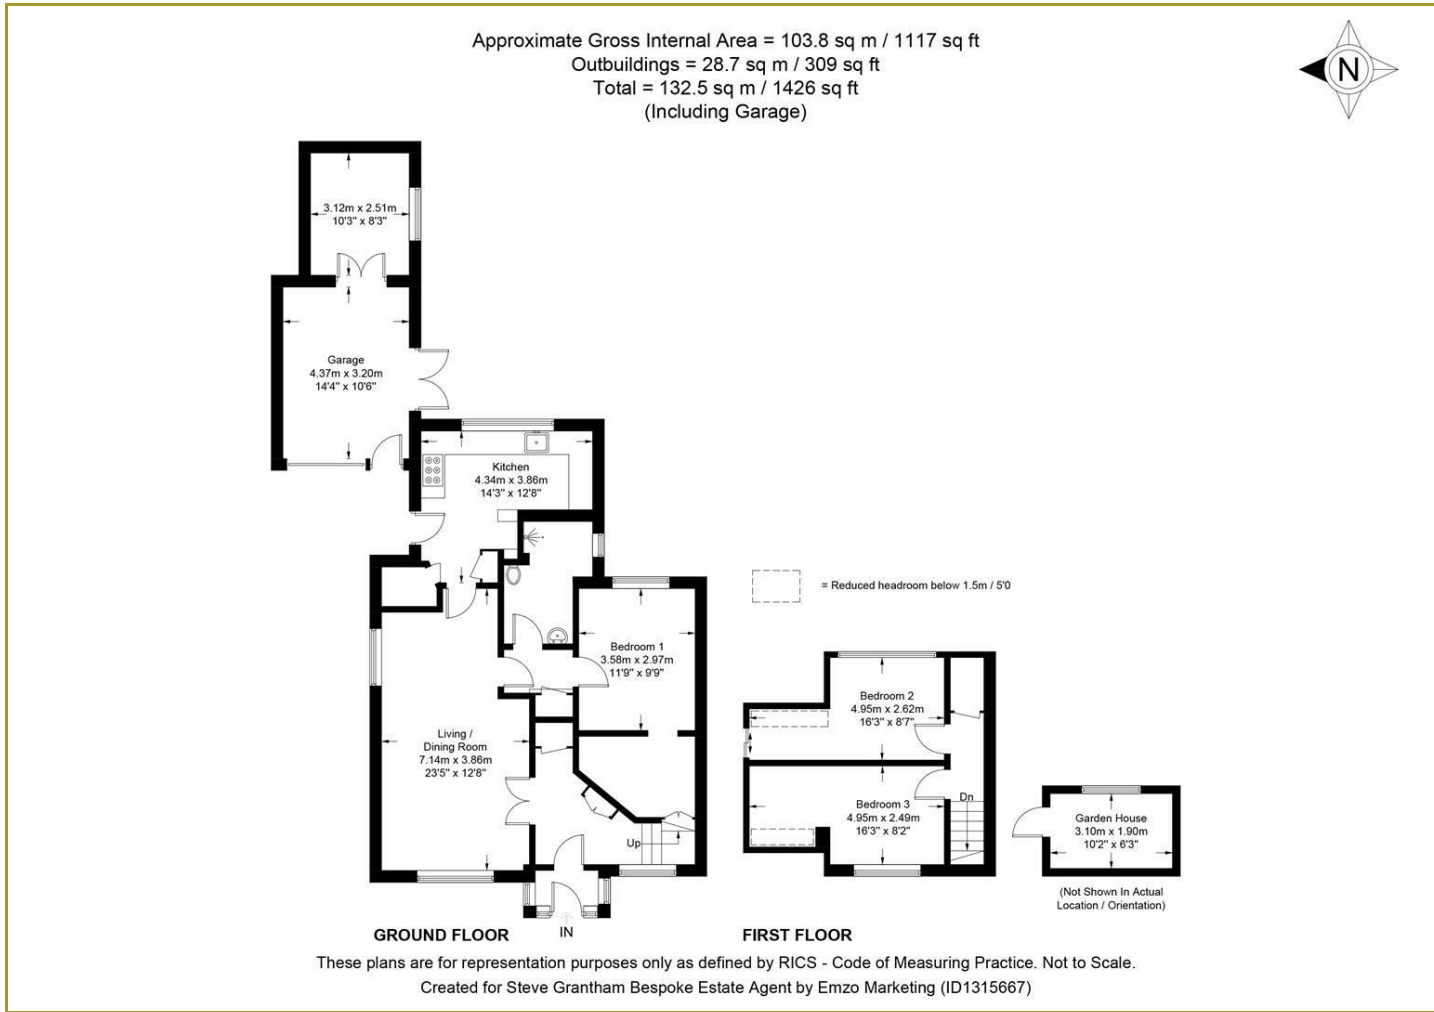 Approximate Gross Internal Area = 103.8 sq m / 1117 sq ft
Outbuildings = 28.7 sq m / 309 sq ft
Total = 132.5 sq m / 1426 sq ft
(Including Garage)
N
3.12m x 2.51m
10'3" x 8'3"
Garage
4.37m x 3.20m
14'4" x 10'6"
Kitchen
4.34m x 3.86m
14'3" x 12'8"
= Reduced headroom below 1.5m / 5'0
Bedroom 1
3.58m x 2.97m
11'9" x 9'9"
Living /
Dining Room
7.14m x 3.86m
23'5" x 12'8"
Up
Bedroom 2
4.95m x 2.62m
16'3" x 8'7"
Bedroom 3
4.95m x 2.49m
16'3" x 8'2"
Dn
Garden House
3.10m x 1.90m
10'2" x 6'3"
(Not Shown In Actual
Location / Orientation)
GROUND FLOOR
IN
FIRST FLOOR
These plans are for representation purposes only as defined by RICS - Code of Measuring Practice. Not to Scale.
Created for Steve Grantham Bespoke Estate Agent by Emzo Marketing (ID1315667)